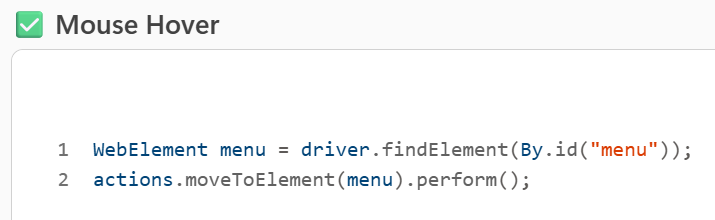 ✅ Mouse Hover
1 WebElement menu = driver.findElement(By.id("menu"));
2 actions.moveToElement(menu).perform();